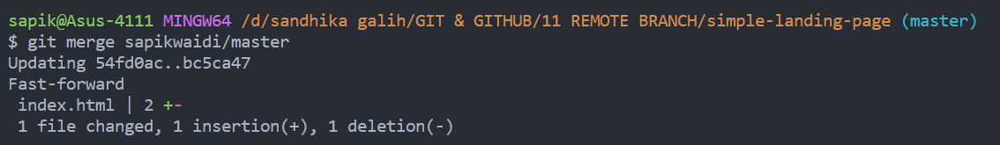 sapik@Asus-4111 MINGW64 /d/sandhika galih/GIT & GITHUB/11 REMOTE BRANCH/simple-landing-page (master)
$ git merge sapikwaidi/master
Updating 54fd0ac..bc5ca47
Fast-forward
 index.html | 2 +-
 1 file changed, 1 insertion(+), 1 deletion(-)